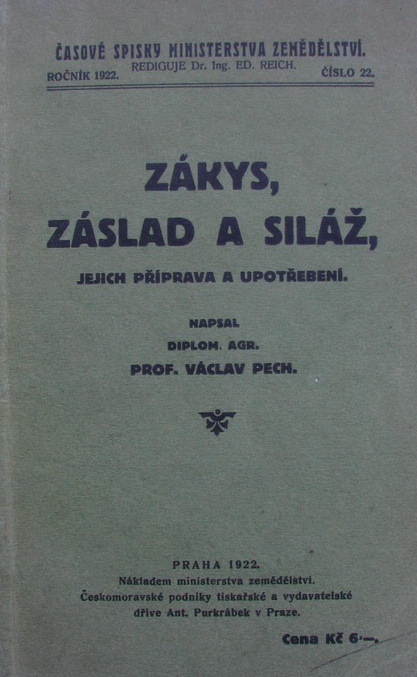 ČASOVÉ SPISKY MINISTERSTVA ZEMĚDĚLSTVÍ.
REDIGUJE Dr. Ing. ED. REICH.
ROČNÍK 1922. ČÍSLO 22.
ZÁKYS,
ZÁSLAD A SILÁŽ,
JEJICH PŘÍPRAVA A UPOTŘEBENÍ.
NAPSAL
DIPLOM. AGR.
PROF. VÁCLAV PECH.
PRAHA 1922.
Nákladem ministerstva zemědělství.
Českomoravské podniky tiskařské a vydavatelské
dříve Ant. Purkrábek v Praze.
Cena Kč 6·—.